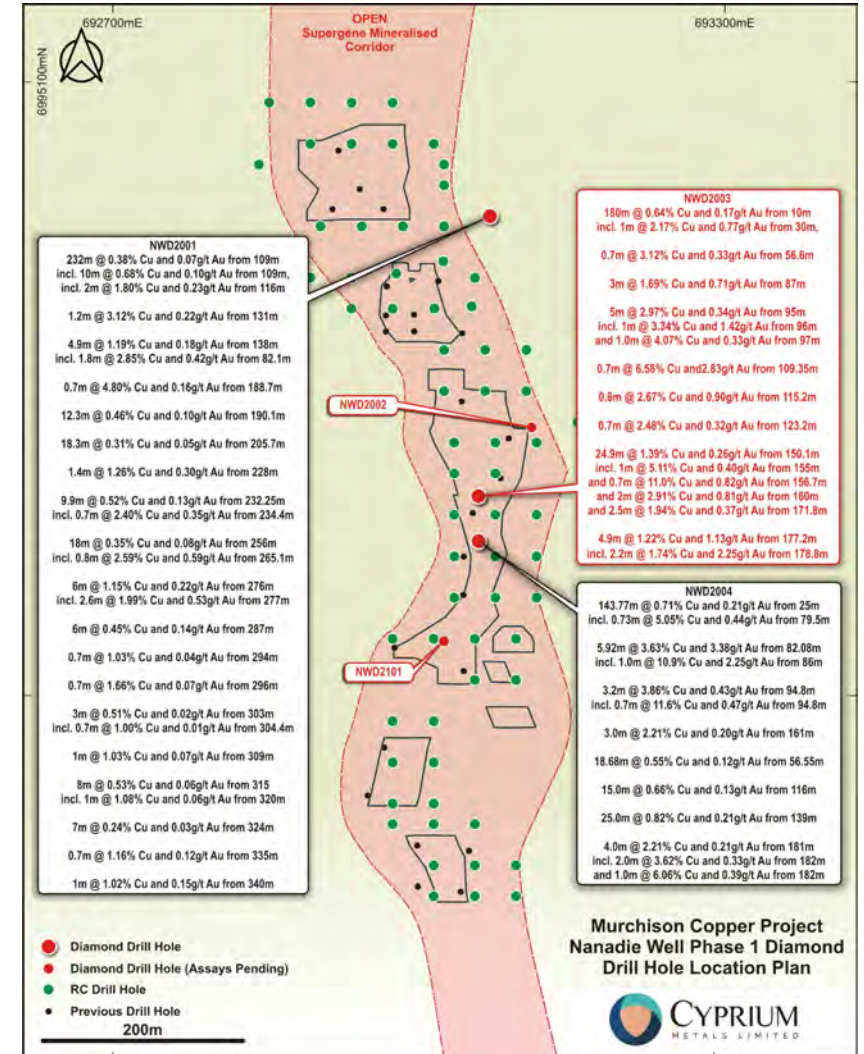 692700mE
693300mE
6995100mN
OPEN
Supergene Mineralised
Corridor
NWD2001
232m @ 0.38% Cu and 0.07g/t Au from 109m
incl. 10m @ 0.68% Cu and 0.10g/t Au from 109m,
incl. 2m @ 1.80% Cu and 0.23g/t Au from 116m
1.2m @ 3.12% Cu and 0.22g/t Au from 131m
4.9m @ 1.19% Cu and 0.18g/t Au from 138m
incl. 1.8m @ 2.85% Cu and 0.42g/t Au from 82.1m
0.7m @ 4.80% Cu and 0.16g/t Au from 188.7m
12.3m @ 0.46% Cu and 0.10g/t Au from 190.1m
18.3m @ 0.31% Cu and 0.05g/t Au from 205.7m
1.4m @ 1.26% Cu and 0.30g/t Au from 228m
9.9m @ 0.52% Cu and 0.13g/t Au from 232.25m
incl. 0.7m @ 2.40% Cu and 0.35g/t Au from 234.4m
18m @ 0.35% Cu and 0.08g/t Au from 256m
incl. 0.8m @ 2.59% Cu and 0.59g/t Au from 265.1m
6m @ 1.15% Cu and 0.22g/t Au from 276m
incl. 2.6m @ 1.99% Cu and 0.53g/t Au from 277m
6m @ 0.45% Cu and 0.14g/t Au from 287m
0.7m @ 1.03% Cu and 0.04g/t Au from 294m
0.7m @ 1.66% Cu and 0.07g/t Au from 296m
3m @ 0.51% Cu and 0.02g/t Au from 303m
incl. 0.7m @ 1.00% Cu and 0.01g/t Au from 304.4m
1m @ 1.03% Cu and 0.07g/t Au from 309m
8m @ 0.53% Cu and 0.06g/t Au from 315
incl. 1m @ 1.08% Cu and 0.06g/t Au from 320m
7m @ 0.24% Cu and 0.03g/t Au from 324m
0.7m @ 1.16% Cu and 0.12g/t Au from 335m
1m @ 1.02% Cu and 0.15g/t Au from 340m
NWD2002
NWD2101
NWD2003
180m @ 0.64% Cu and 0.17g/t Au from 10m
incl. 1m @ 2.17% Cu and 0.77g/t Au from 30m,
0.7m @ 3.12% Cu and 0.33g/t Au from 56.6m
3m @ 1.69% Cu and 0.71g/t Au from 87m
5m @ 2.97% Cu and 0.34g/t Au from 95m
incl. 1m @ 3.34% Cu and 1.42g/t Au from 96m
and 1.0m @ 4.07% Cu and 0.33g/t Au from 97m
0.7m @ 6.58% Cu and2.83g/t Au from 109.35m
0.6m @ 2.67% Cu and 0.90g/t Au from 115.2m
0.7m @ 2.48% Cu and 0.32g/t Au from 123.2m
24.9m @ 1.39% Cu and 0.26g/t Au from 150.1m
incl. 1m @ 5.11% Cu and 0.40g/t Au from 155m
and 0.7m @ 11.0% Cu and 0.82g/t Au from 156.7m
and 2m @ 2.91% Cu and 0.81g/t Au from 160m
and 2.5m @ 1.94% Cu and 0.37g/t Au from 171.8m
4.9m @ 1.22% Cu and 1.13g/t Au from 177.2m
incl. 2.2m @ 1.74% Cu and 2.25g/t Au from 178.8m
NWD2004
143.77m @ 0.71% Cu and 0.21g/t Au from 25m
incl. 0.73m @ 5.05% Cu and 0.44g/t Au from 79.5m
5.92m @ 3.63% Cu and 3.38g/t Au from 82.08m
incl. 1.0m @ 10.9% Cu and 2.25g/t Au from 86m
3.2m @ 3.86% Cu and 0.43g/t Au from 94.8m
incl. 0.7m @ 11.6% Cu and 0.47g/t Au from 94.8m
3.0m @ 2.21% Cu and 0.20g/t Au from 161m
18.68m @ 0.55% Cu and 0.12g/t Au from 56.55m
15.0m @ 0.66% Cu and 0.13g/t Au from 116m
25.0m @ 0.82% Cu and 0.21g/t Au from 139m
4.0m @ 2.21% Cu and 0.21g/t Au from 181m
incl. 2.0m @ 3.62% Cu and 0.33g/t Au from 182m
and 1.0m @ 6.06% Cu and 0.39g/t Au from 182m
Diamond Drill Hole
Diamond Drill Hole (Assays Pending)
RC Drill Hole
Previous Drill Hole
200m
Murchison Copper Project
Nanadie Well Phase 1 Diamond
Drill Hole Location Plan
CYPRIUM
METALS LIMITED